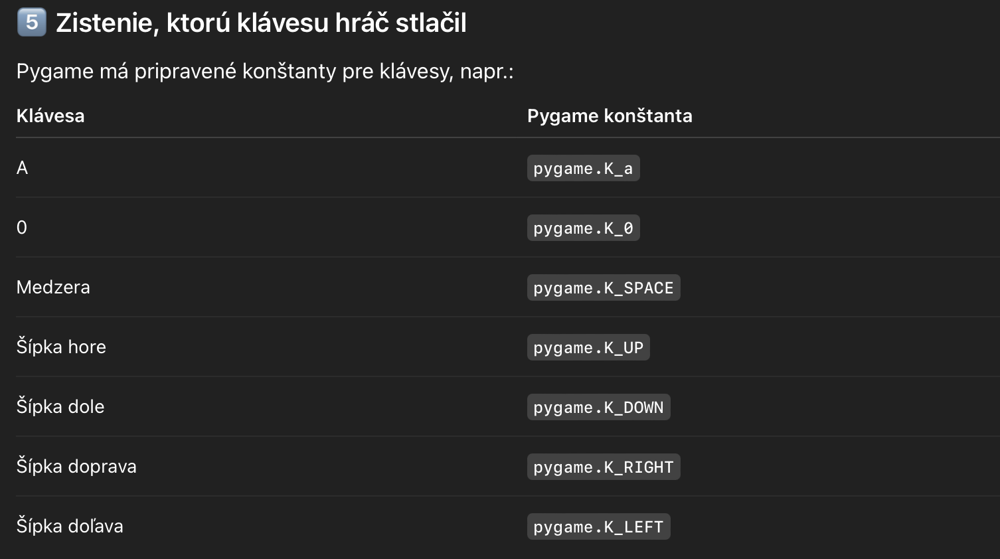 5 Zistenie, ktorú klávesu hráč stlačil
Pygame má pripravené konštanty pre klávesy, napr.:
Klávesa Pygame konštanta
A pygame.K_a
0 pygame.K_0
Medzera pygame.K_SPACE
Šípka hore pygame.K_UP
Šípka dole pygame.K_DOWN
Šípka doprava pygame.K_RIGHT
Šípka doľava pygame.K_LEFT